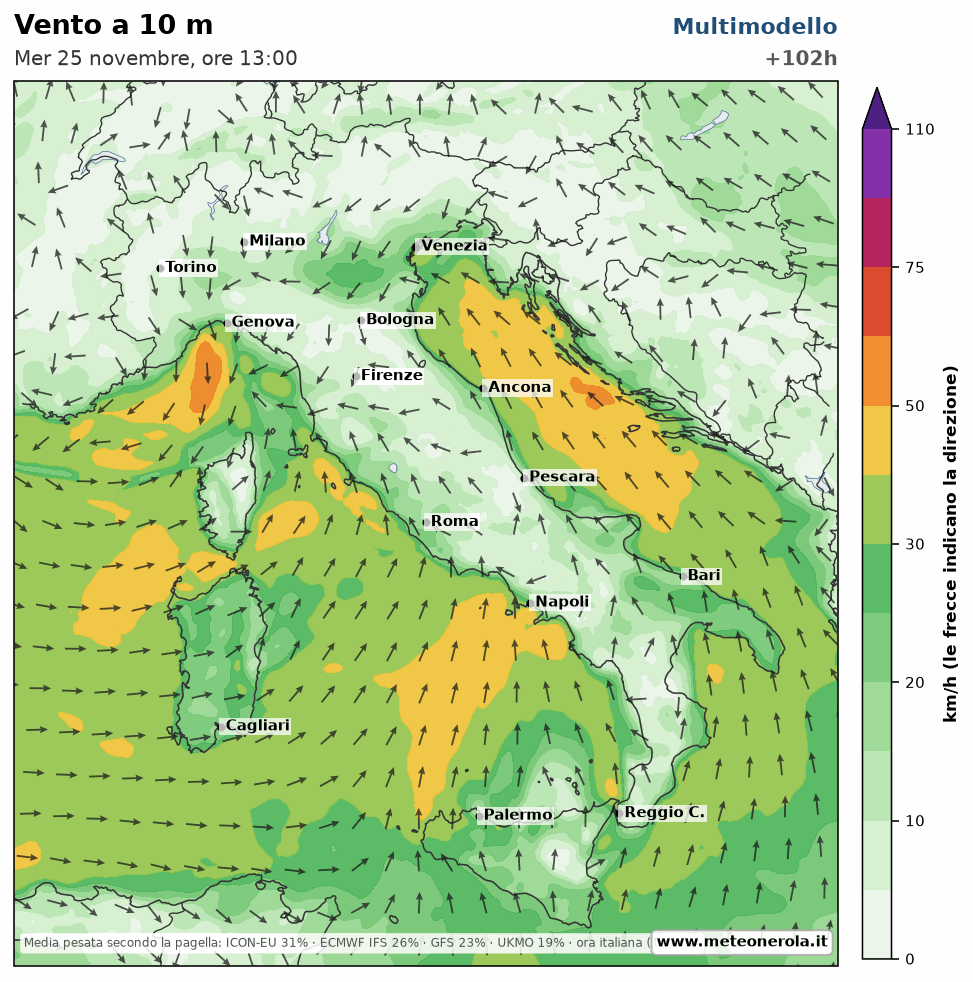 Vento a 10 m
Multimodello
Mer 25 novembre, ore 13:00
+102h
Milano
Venezia
Torino
Genova
Bologna
Firenze
Ancona
Pescara
Roma
Bari
Napoli
Cagliari
Palermo
Reggio C.
110
75
50
30
20
10
0
km/h (le frecce indicano la direzione)
Media pesata secondo la pagella: ICON-EU 31% · ECMWF IFS 26% · GFS 23% · UKMO 19% · ora italiana (
www.meteonerola.it